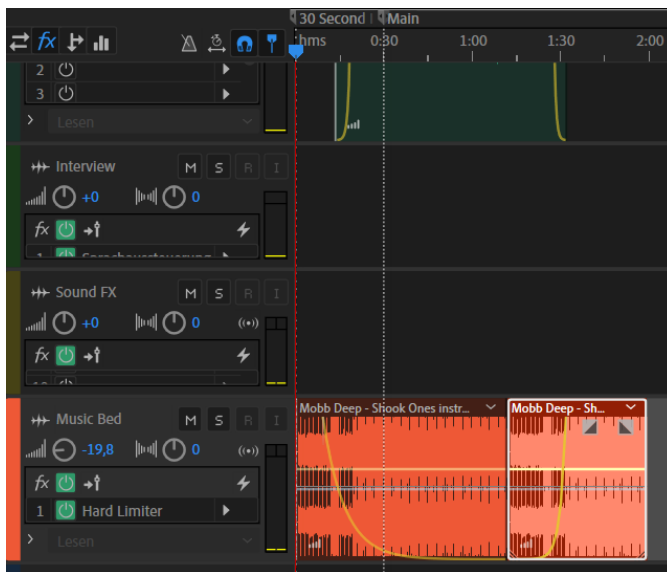 30 Second
Main
fx
hms 0:30 1:00 1:30 2:00
2
3
Lesen
Interview M S R I
+0 0
fx
1 Sprachaussteuerung
Sound FX M S R I
+0 0
fx
Mobb Deep - Shook Ones instr...
Mobb Deep - Sh...
Music Bed M S R I
-19,8 0
fx
1 Hard Limiter
Lesen